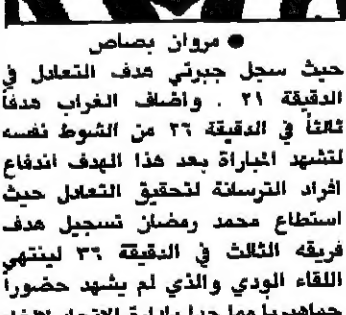 ● مروان بصاص
حيث سجل جبرتي هدف التعادل في
الدقيقة ٢١ . واضاف الغراب هدفاً
ثالثاً في الدقيقة ٢٦ من الشوط نفسه
لتشهد المباراة بعد هذا الهدف اندفاع
افراد الترسانة لتحقيق التعادل حيث
استطاع محمد رمضان تسجيل هدف
فريقه الثالث في الدقيقة ٣٦ لينتهي
اللقاء الودي والذي لم يشهد حضوراً